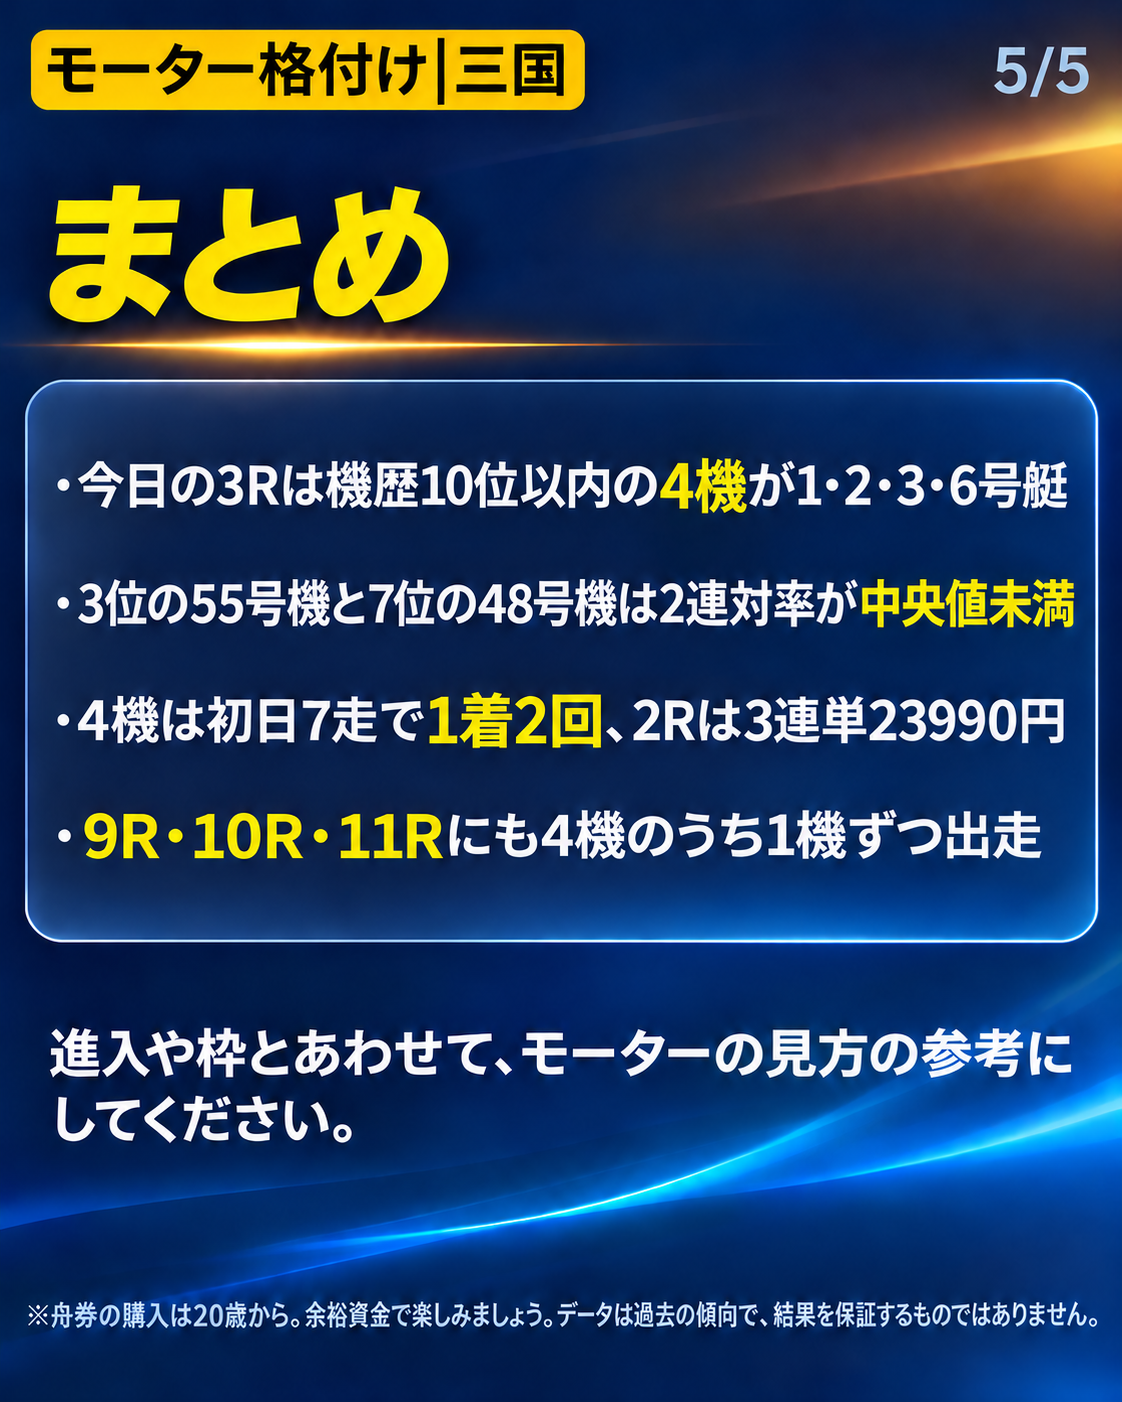 モーター格付け|三国
5/5
まとめ
・今日の3Rは機歴10位以内の4機が1・2・3・6号艇
・3位の55号機と7位の48号機は2連対率が中央値未満
・4機は初日7走で1着2回、2Rは3連単23990円
・9R・10R・11Rにも4機のうち1機ずつ出走
進入や枠とあわせて、モーターの見方の参考に
してください。
※舟券の購入は20歳から。余裕資金で楽しみましょう。データは過去の傾向で、結果を保証するものではありません。